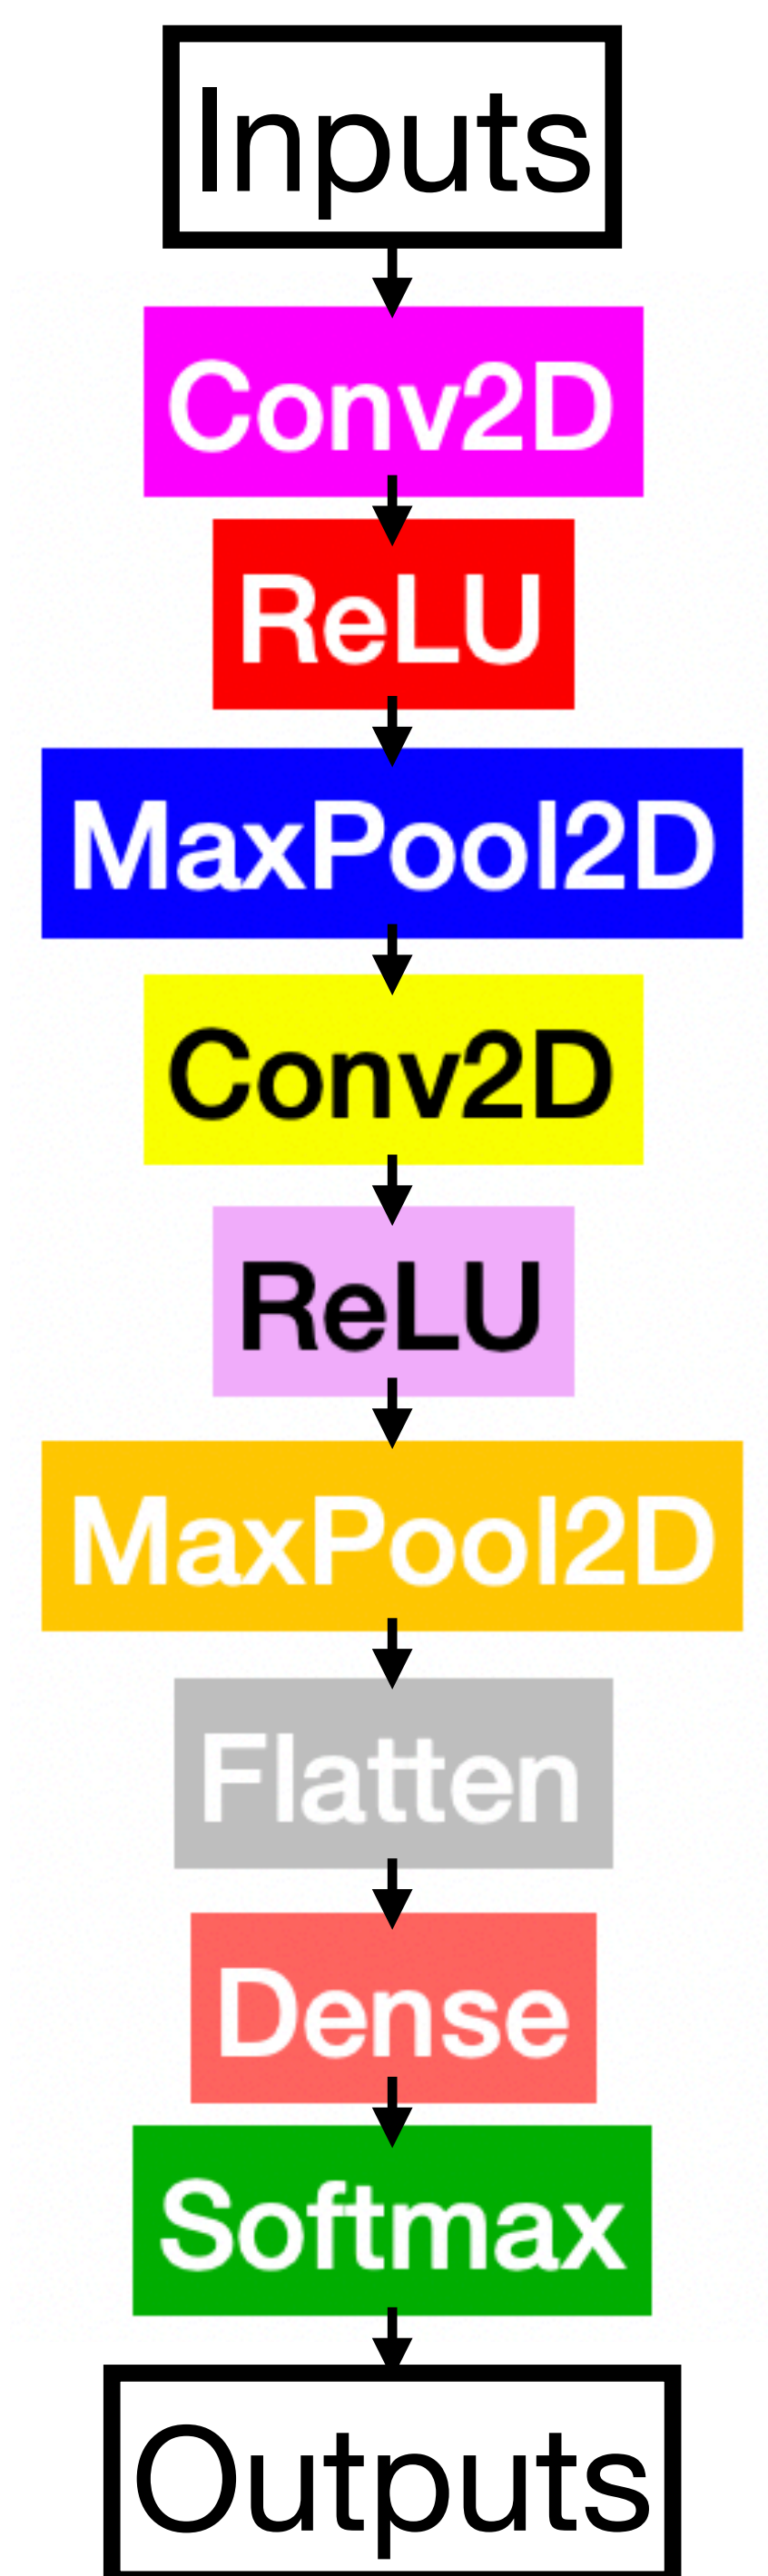 Inputs
Conv2D
ReLU
MaxPool2D
Conv2D
ReLU
MaxPool2D
Flatten
Dense
Softmax
Outputs